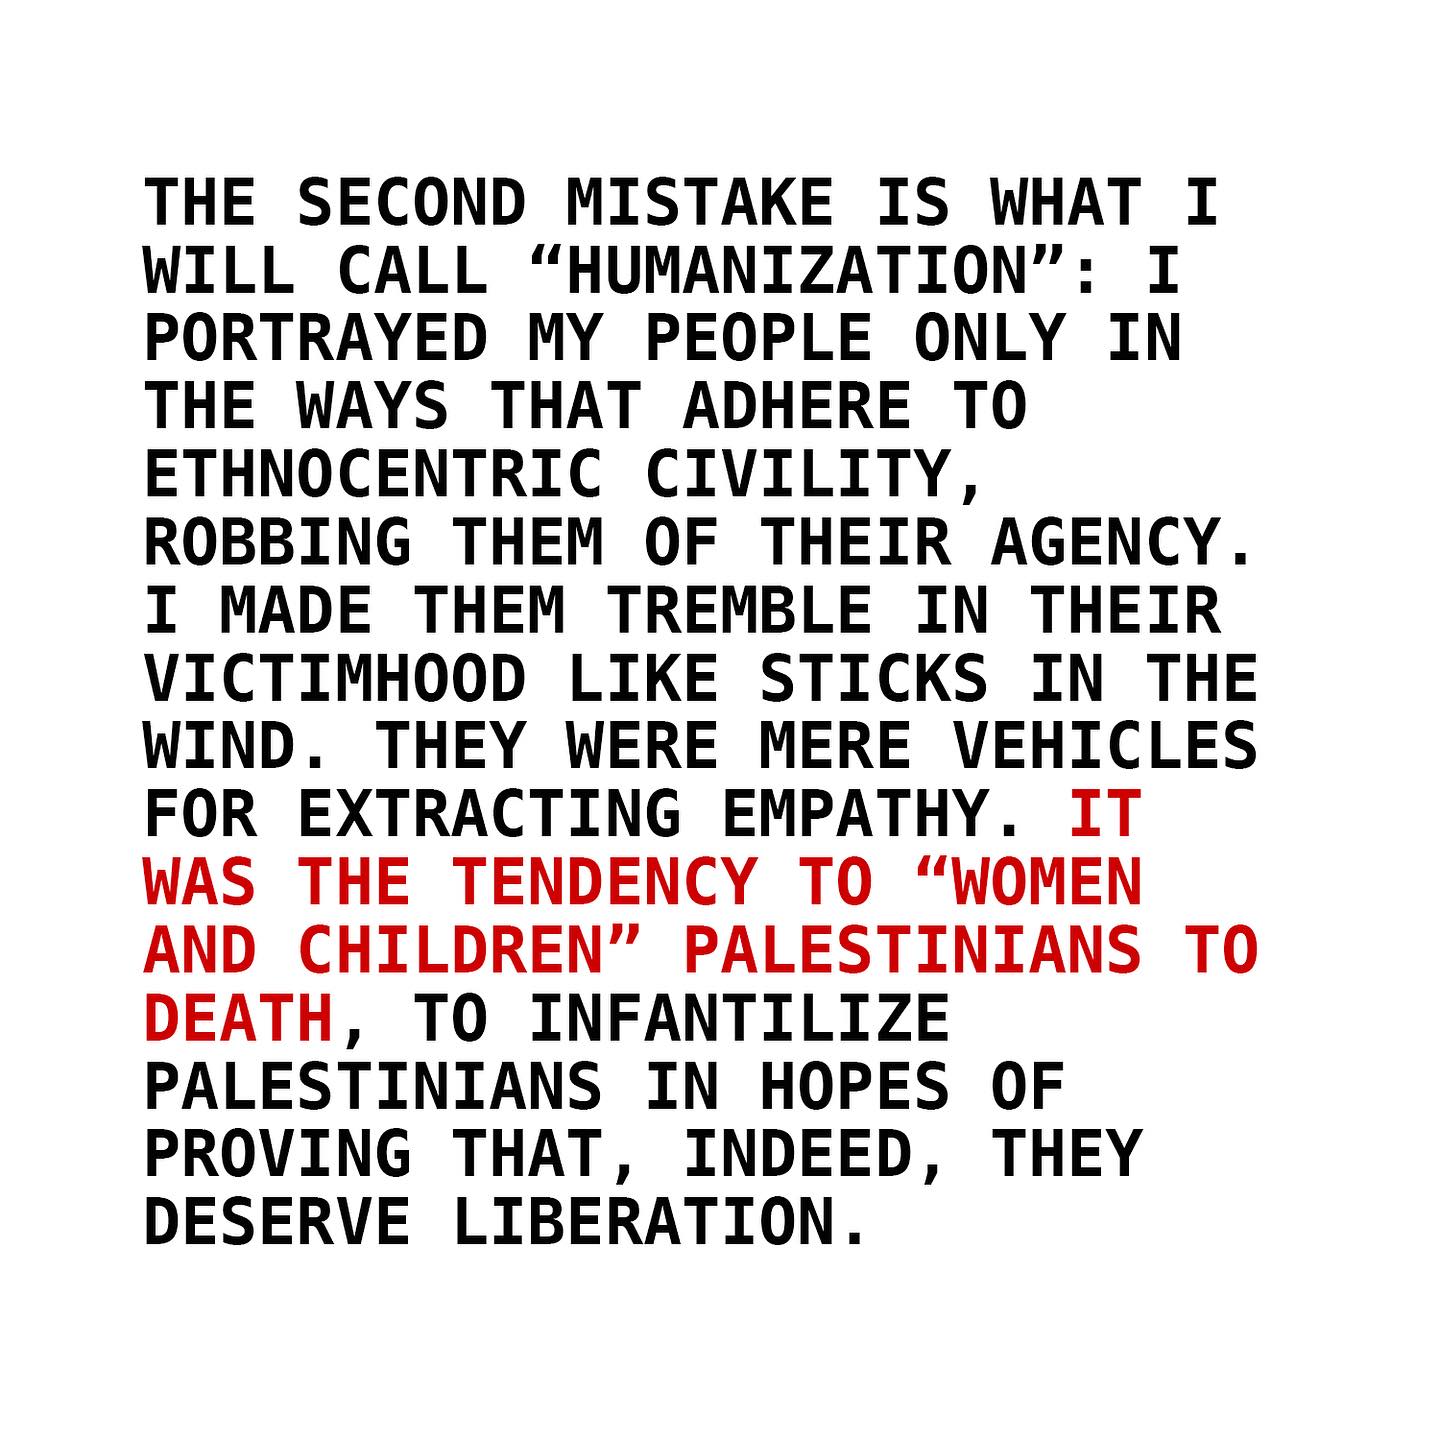 THE SECOND MISTAKE IS WHAT I
WILL CALL “HUMANIZATION”: I
PORTRAYED MY PEOPLE ONLY IN
THE WAYS THAT ADHERE TO
ETHNOCENTRIC CIVILITY,
ROBBING THEM OF THEIR AGENCY.
I MADE THEM TREMBLE IN THEIR
VICTIMHOOD LIKE STICKS IN THE
WIND. THEY WERE MERE VEHICLES
FOR EXTRACTING EMPATHY. IT
WAS THE TENDENCY TO “WOMEN
AND CHILDREN” PALESTINIANS TO
DEATH, TO INFANTILIZE
PALESTINIANS IN HOPES OF
PROVING THAT, INDEED, THEY
DESERVE LIBERATION.